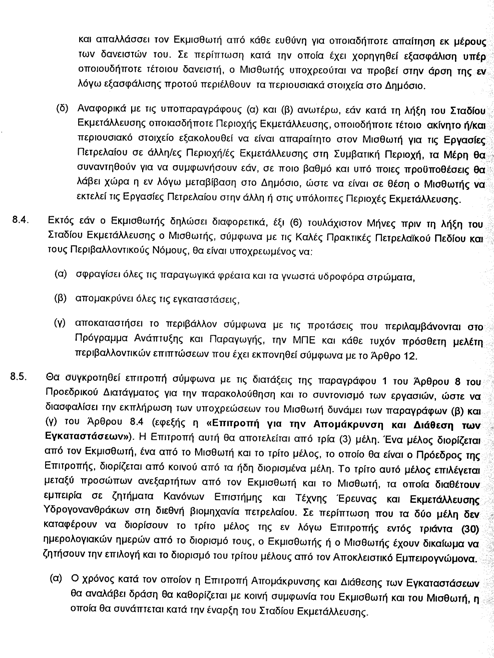 και απαλλάσσει τον Εκμισθωτή από κάθε ευθύνη για οποιαδήποτε απαίτηση εκ μέρους
των δανειστών του. Σε περίπτωση κατά την οποία έχει χορηγηθεί εξασφάλιση υπέρ
οποιουδήποτε τέτοιου δανειστή, ο Μισθωτής υποχρεούται να προβεί στην άρση της εν
λόγω εξασφάλισης προτού περιέλθουν τα περιουσιακά στοιχεία στο Δημόσιο.
(δ) Αναφορικά με τις υποπαραγράφους (α) και (β) ανωτέρω, εάν κατά τη λήξη του Σταδίου
Εκμετάλλευσης οποιασδήποτε Περιοχής Εκμετάλλευσης, οποιοδήποτε τέτοιο ακίνητο ή/και
περιουσιακό στοιχείο εξακολουθεί να είναι απαραίτητο στον Μισθωτή για τις Εργασίες
Πετρελαίου σε άλλη/ες Περιοχή/ές Εκμετάλλευσης στη Συμβατική Περιοχή, τα Μέρη θα
συναντηθούν για να συμφωνήσουν εάν, σε ποιο βαθμό και υπό ποιες προϋποθέσεις θα
λάβει χώρα η εν λόγω μεταβίβαση στο Δημόσιο, ώστε να είναι σε θέση ο Μισθωτής να
εκτελεί τις Εργασίες Πετρελαίου στην άλλη ή στις υπόλοιπες Περιοχές Εκμετάλλευσης.
8.4. Εκτός εάν ο Εκμισθωτής δηλώσει διαφορετικά, έξι (6) τουλάχιστον Μήνες πριν τη λήξη του
Σταδίου Εκμετάλλευσης ο Μισθωτής, σύμφωνα με τις Καλές Πρακτικές Πετρελαϊκού Πεδίου και
τους Περιβαλλοντικούς Νόμους, θα είναι υποχρεωμένος να:
(α) σφραγίσει όλες τις παραγωγικά φρέατα και τα γνωστά υδροφόρα στρώματα,
(β) απομακρύνει όλες τις εγκαταστάσεις,
(γ) αποκαταστήσει το περιβάλλον σύμφωνα με τις προτάσεις που περιλαμβάνονται στο
Πρόγραμμα Ανάπτυξης και Παραγωγής, την ΜΠΕ και κάθε τυχόν πρόσθετη μελέτη
περιβαλλοντικών επιπτώσεων που έχει εκπονηθεί σύμφωνα με το Άρθρο 12.
8.5. Θα συγκροτηθεί επιτροπή σύμφωνα με τις διατάξεις της παραγράφου 1 του Άρθρου 8 του
Προεδρικού Διατάγματος για την παρακολούθηση και το συντονισμό των εργασιών, ώστε να
διασφαλίσει την εκπλήρωση των υποχρεώσεων του Μισθωτή δυνάμει των παραγράφων (β) και
(γ) του Άρθρου 8.4 (εφεξής η «Επιτροπή για την Απομάκρυνση και Διάθεση των
Εγκαταστάσεων»). Η Επιτροπή αυτή θα αποτελείται από τρία (3) μέλη. Ένα μέλος διορίζεται
από τον Εκμισθωτή, ένα από το Μισθωτή και το τρίτο μέλος, το οποίο θα είναι ο Πρόεδρος της
Επιτροπής, διορίζεται από κοινού από τα ήδη διορισμένα μέλη. Το τρίτο αυτό μέλος επιλέγεται
μεταξύ προσώπων ανεξαρτήτων από τον Εκμισθωτή και το Μισθωτή, τα οποία διαθέτουν
εμπειρία σε ζητήματα Κανόνων Επιστήμης και Τέχνης Έρευνας και Εκμετάλλευσης
Υδρογονανθράκων στη διεθνή βιομηχανία πετρελαίου. Σε περίπτωση που τα δύο μέλη δεν
καταφέρουν να διορίσουν το τρίτο μέλος της εν λόγω Επιτροπής εντός τριάντα (30)
ημερολογιακών ημερών από το διορισμό τους, ο Εκμισθωτής ή ο Μισθωτής έχουν δικαίωμα να
ζητήσουν την επιλογή και το διορισμό του τρίτου μέλους από τον Αποκλειστικό Εμπειρογνώμονα.
(α) Ο χρόνος κατά τον οποίον η Επιτροπή Απομάκρυνσης και Διάθεσης των Εγκαταστάσεων
θα αναλάβει δράση θα καθορίζεται με κοινή συμφωνία του Εκμισθωτή και του Μισθωτή, η
οποία θα συνάπτεται κατά την έναρξη του Σταδίου Εκμετάλλευσης.